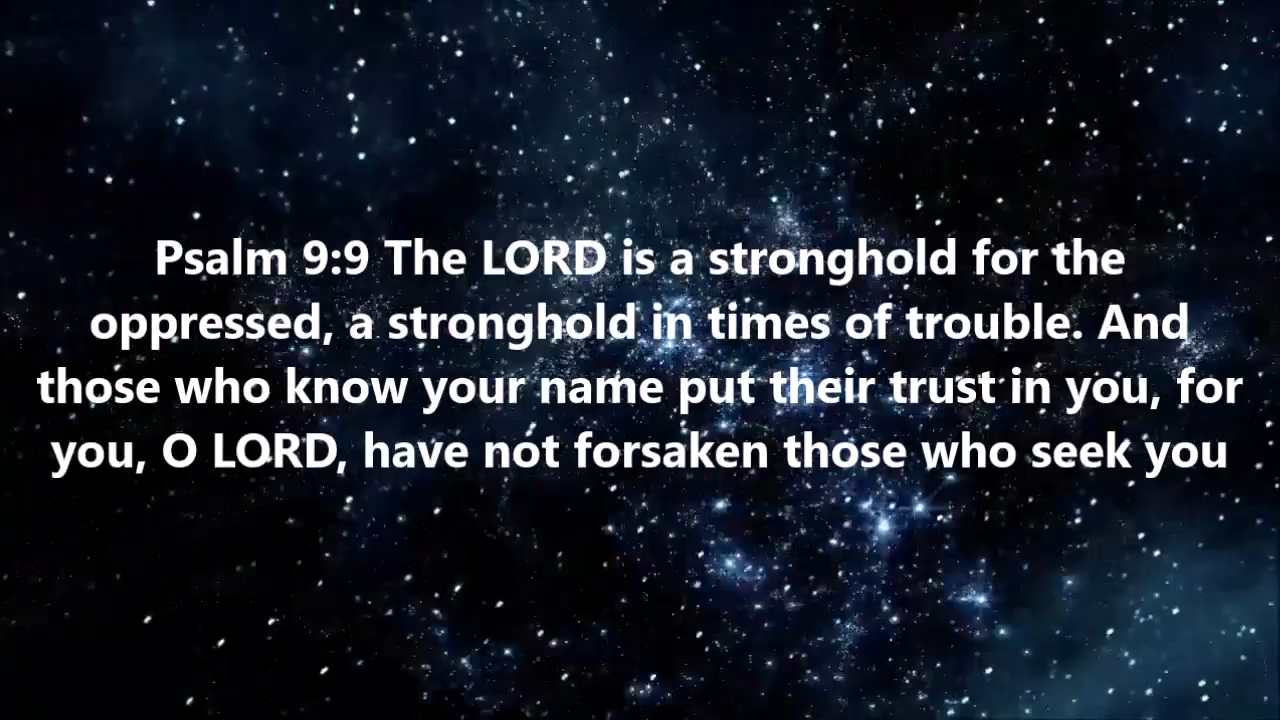 Psalm 9:9 The LORD is a stronghold for the
oppressed, a stronghold in times of trouble. And
those who know your name put their trust in you, for
you, O LORD, have not forsaken those who seek you